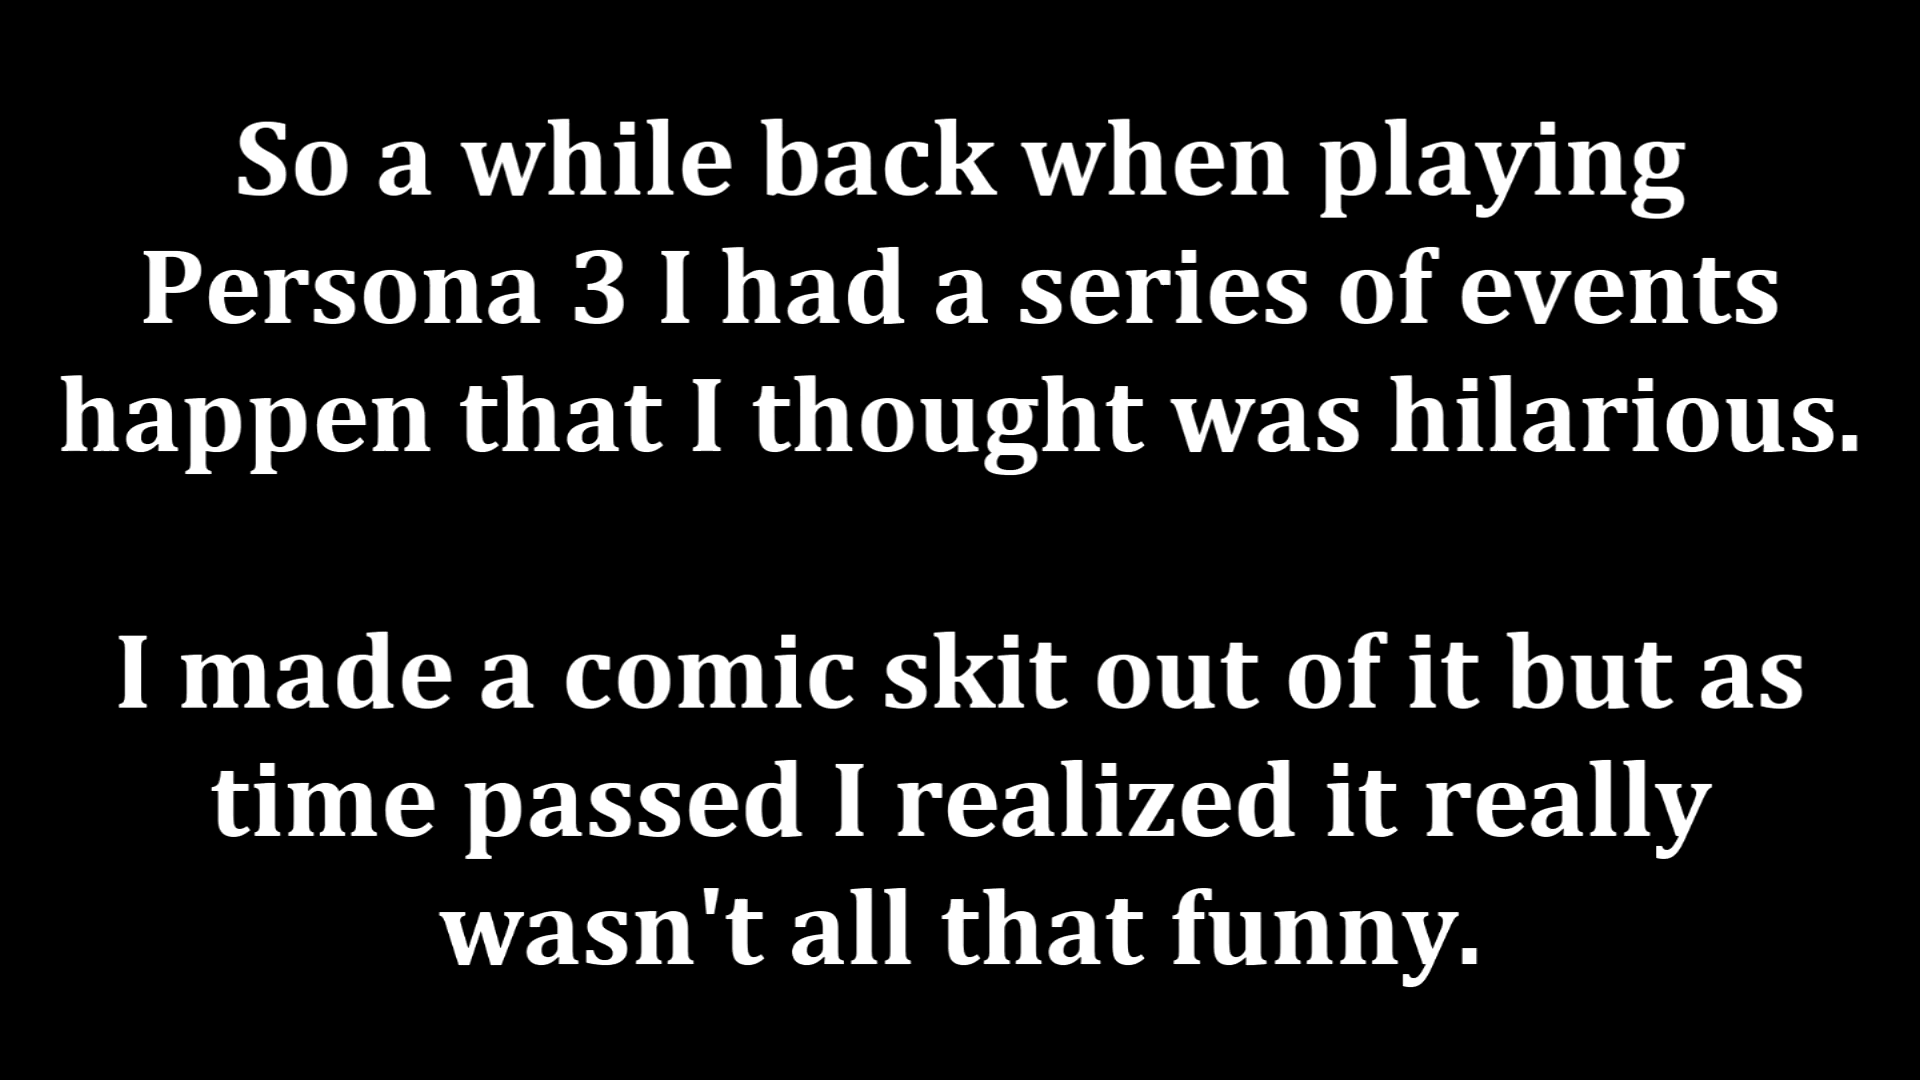 So a while back when playing
Persona 3 I had a series of events
happen that I thought was hilarious.
I made a comic skit out of it but as
time passed I realized it really
wasn't all that funny.